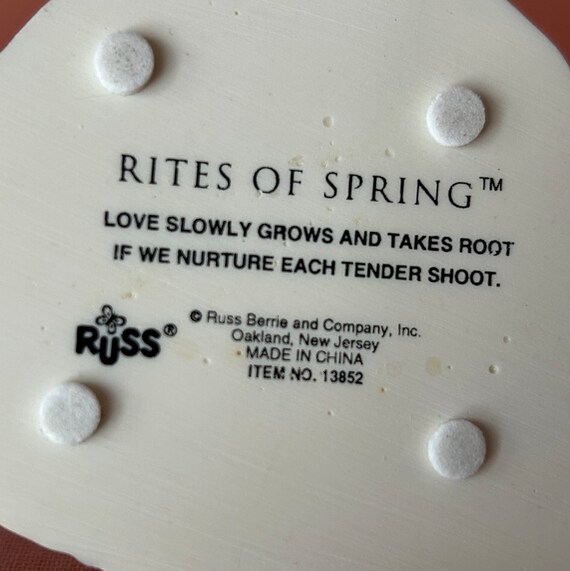 RITES OF SPRING™
LOVE SLOWLY GROWS AND TAKES ROOT
IF WE NURTURE EACH TENDER SHOOT.
RUSS®
© Russ Berrie and Company, Inc.
Oakland, New Jersey
MADE IN CHINA
ITEM NO. 13852